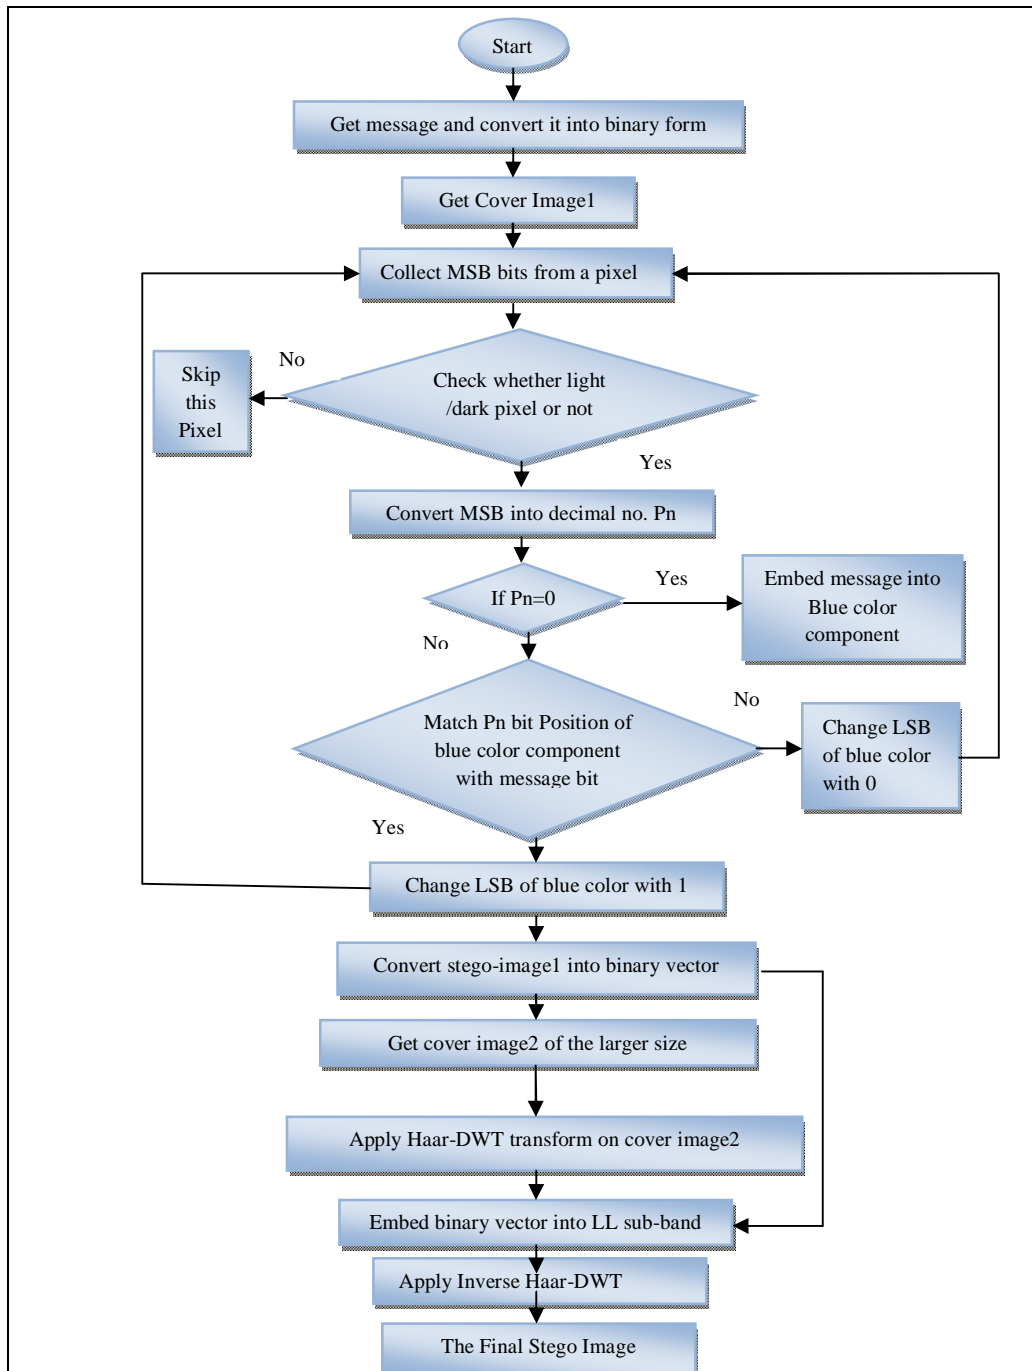 Start
Get message and convert it into binary form
Get Cover Image1
Collect MSB bits from a pixel
No
Skip
this
Pixel
Check whether light
/dark pixel or not
Yes
Convert MSB into decimal no. Pn
If Pn=0
Yes
Embed message into
Blue color
component
No
Match Pn bit Position of
blue color component
with message bit
No
Change LSB
of blue color
with 0
Yes
Change LSB of blue color with 1
Convert stego-image1 into binary vector
Get cover image2 of the larger size
Apply Haar-DWT transform on cover image2
Embed binary vector into LL sub-band
Apply Inverse Haar-DWT
The Final Stego Image